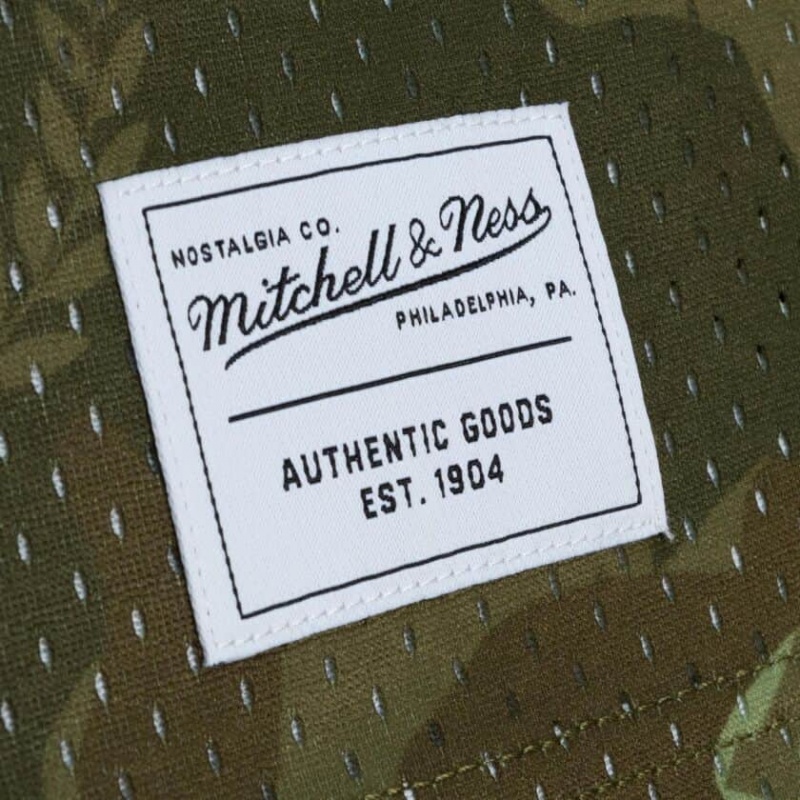 NOSTALGIA CO.
Mitchell & Ness
PHILADELPHIA, PA.
AUTHENTIC GOODS
EST. 1904